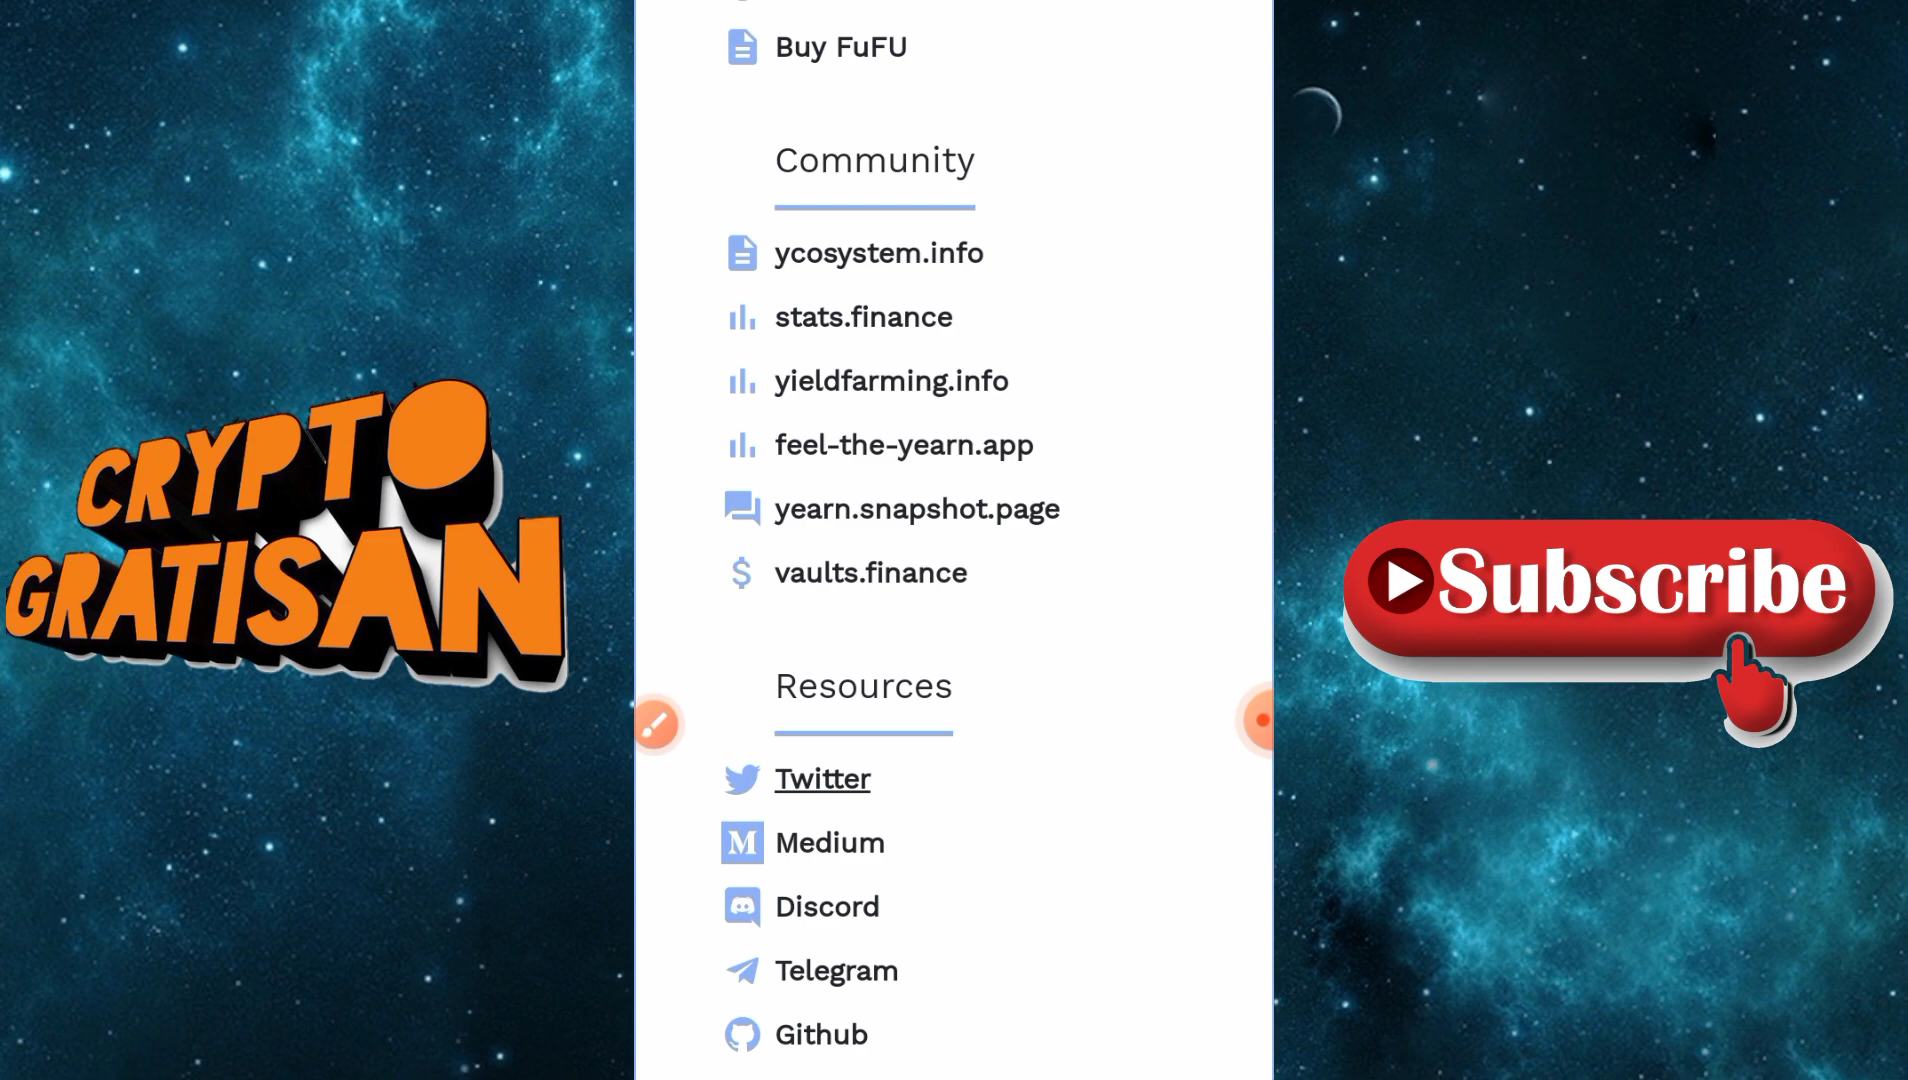 Buy FuFU
Community
ycosystem.info
stats.finance
yieldfarming.info
feel-the-yearn.app
yearn.snapshot.page
vaults.finance
Resources
Twitter
M Medium
Discord
Telegram
Github
CRYPTO
GRATISAN
Subscribe